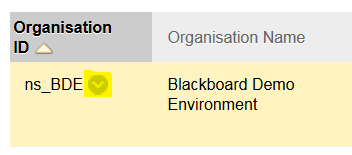 Organisation
ID
Organisation Name
ns_BDE
Blackboard Demo
Environment